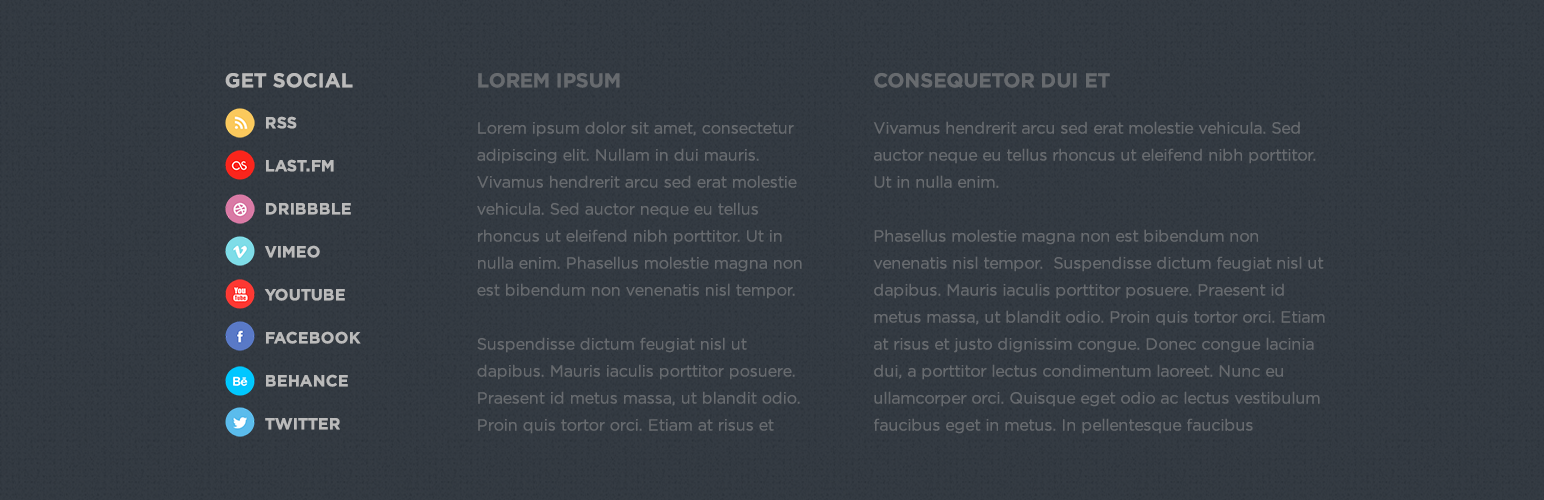 GET SOCIAL
RSS
LAST.FM
DRIBBBLE
VIMEO
You
Tube
YOUTUBE
f
FACEBOOK
Bē
BEHANCE
TWITTER
LOREM IPSUM
Lorem ipsum dolor sit amet, consectetur
adipiscing elit. Nullam in dui mauris.
Vivamus hendrerit arcu sed erat molestie
vehicula. Sed auctor neque eu tellus
rhoncus ut eleifend nibh porttitor. Ut in
nulla enim. Phasellus molestie magna non
est bibendum non venenatis nisl tempor.
Suspendisse dictum feugiat nisl ut
dapibus. Mauris iaculis porttitor posuere.
Praesent id metus massa, ut blandit odio.
Proin quis tortor orci. Etiam at risus et
CONSEQUETOR DUI ET
Vivamus hendrerit arcu sed erat molestie vehicula. Sed
auctor neque eu tellus rhoncus ut eleifend nibh porttitor.
Ut in nulla enim.
Phasellus molestie magna non est bibendum non
venenatis nisl tempor.  Suspendisse dictum feugiat nisl ut
dapibus. Mauris iaculis porttitor posuere. Praesent id
metus massa, ut blandit odio. Proin quis tortor orci. Etiam
at risus et justo dignissim congue. Donec congue lacinia
dui, a porttitor lectus condimentum laoreet. Nunc eu
ullamcorper orci. Quisque eget odio ac lectus vestibulum
faucibus eget in metus. In pellentesque faucibus